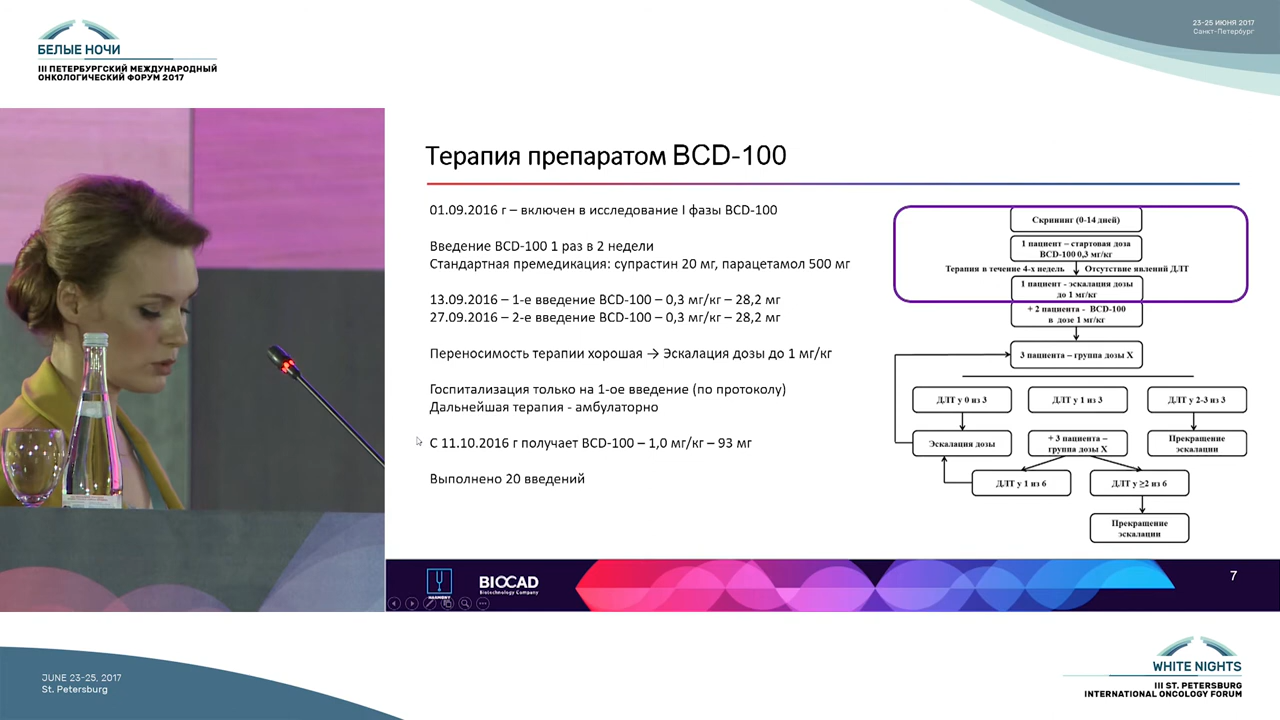 БЕЛЫЕ НОЧИ
III ПЕТЕРБУРГСКИЙ МЕЖДУНАРОДНЫЙ
ОНКОЛОГИЧЕСКИЙ ФОРУМ 2017
23-25 ИЮНЯ 2017
Санкт-Петербург
Терапия препаратом BCD-100
01.09.2016 г – включен в исследование I фазы BCD-100
Введение BCD-100 1 раз в 2 недели
Стандартная премедикация: супрастин 20 мг, парацетамол 500 мг
13.09.2016 – 1-е введение BCD-100 – 0,3 мг/кг – 28,2 мг
27.09.2016 – 2-е введение BCD-100 – 0,3 мг/кг – 28,2 мг
Переносимость терапии хорошая → Эскалация дозы до 1 мг/кг
Госпитализация только на 1-ое введение (по протоколу)
Дальнейшая терапия - амбулаторно
С 11.10.2016 г получает BCD-100 – 1,0 мг/кг – 93 мг
Выполнено 20 введений
Скрининг (0-14 дней)
1 пациент – стартовая доза
BCD-100 0,3 мг/кг
Терапия в течение 4-х недель
Отсутствие явлений ДЛТ
1 пациент - эскалация дозы
до 1 мг/кг
+ 2 пациента - BCD-100
в дозе 1 мг/кг
3 пациента – группа дозы X
ДЛТ у 0 из 3
ДЛТ у 1 из 3
ДЛТ у 2-3 из 3
Эскалация дозы
+ 3 пациента –
группа дозы X
Прекращение
эскалации
ДЛТ у 1 из 6
ДЛТ у ≥2 из 6
Прекращение
эскалации
BIOCAD
Biotechnology Company
7
JUNE 23-25, 2017
St. Petersburg
WHITE NIGHTS
III ST. PETERSBURG
INTERNATIONAL ONCOLOGY FORUM